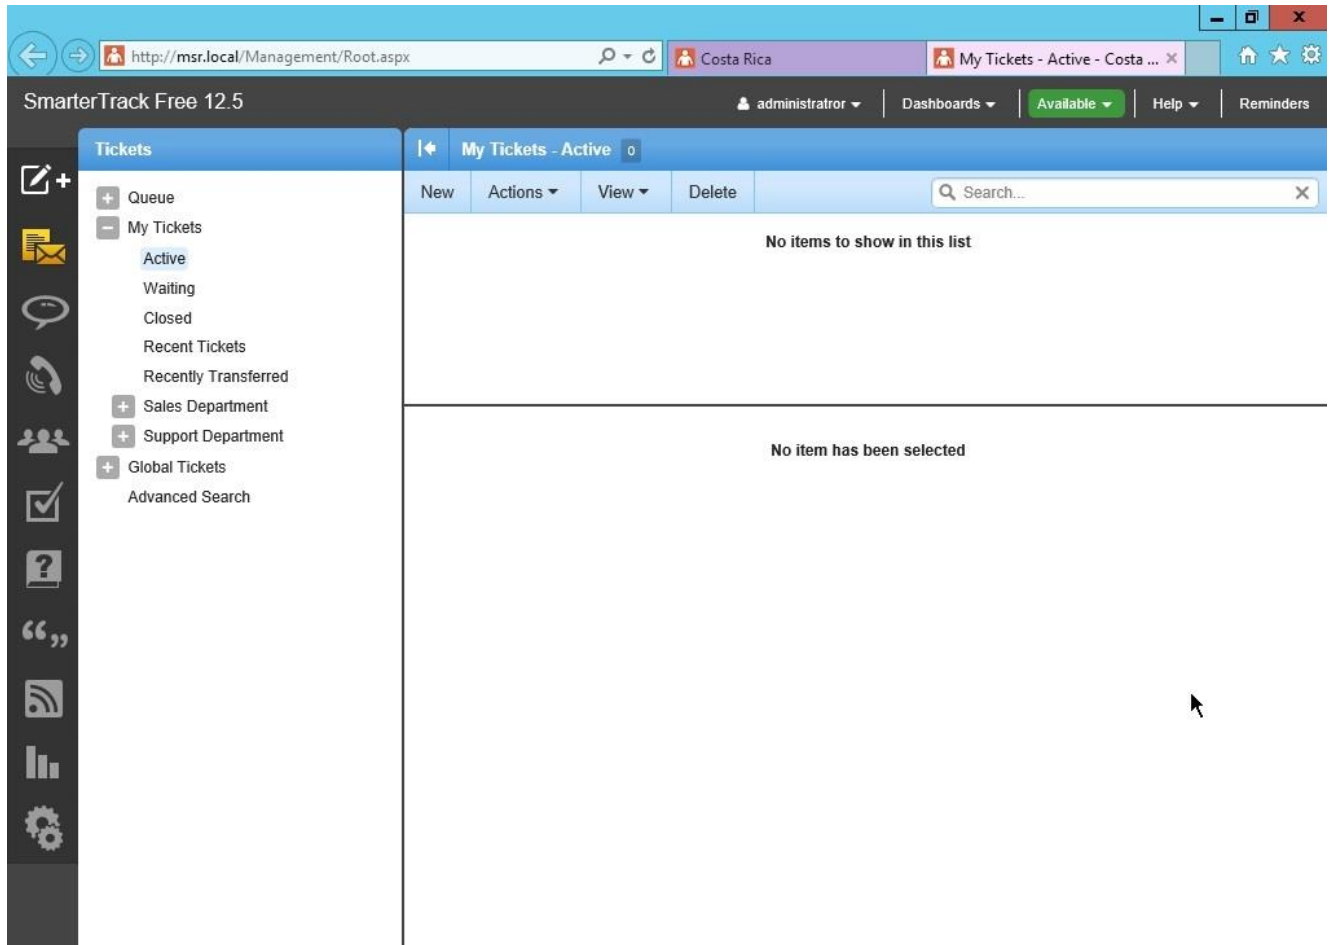 http://msr.local/Management/Root.aspx
Costa Rica
My Tickets - Active - Costa ...
SmarterTrack Free 12.5
administratror
Dashboards
Available
Help
Reminders
Tickets
My Tickets - Active 0
New
Actions
View
Delete
Search...
Queue
My Tickets
Active
Waiting
Closed
Recent Tickets
Recently Transferred
Sales Department
Support Department
Global Tickets
Advanced Search
No items to show in this list
No item has been selected